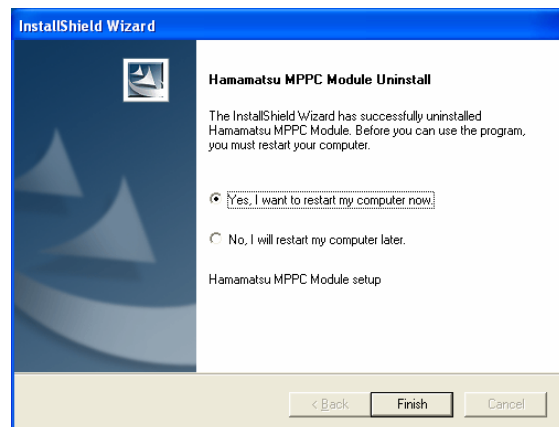 InstallShield Wizard
Hamamatsu MPPC Module Uninstall
The InstallShield Wizard has successfully uninstalled
Hamamatsu MPPC Module. Before you can use the program,
you must restart your computer.
Yes, I want to restart my computer now.
No, I will restart my computer later.
Hamamatsu MPPC Module setup
< Back Finish Cancel